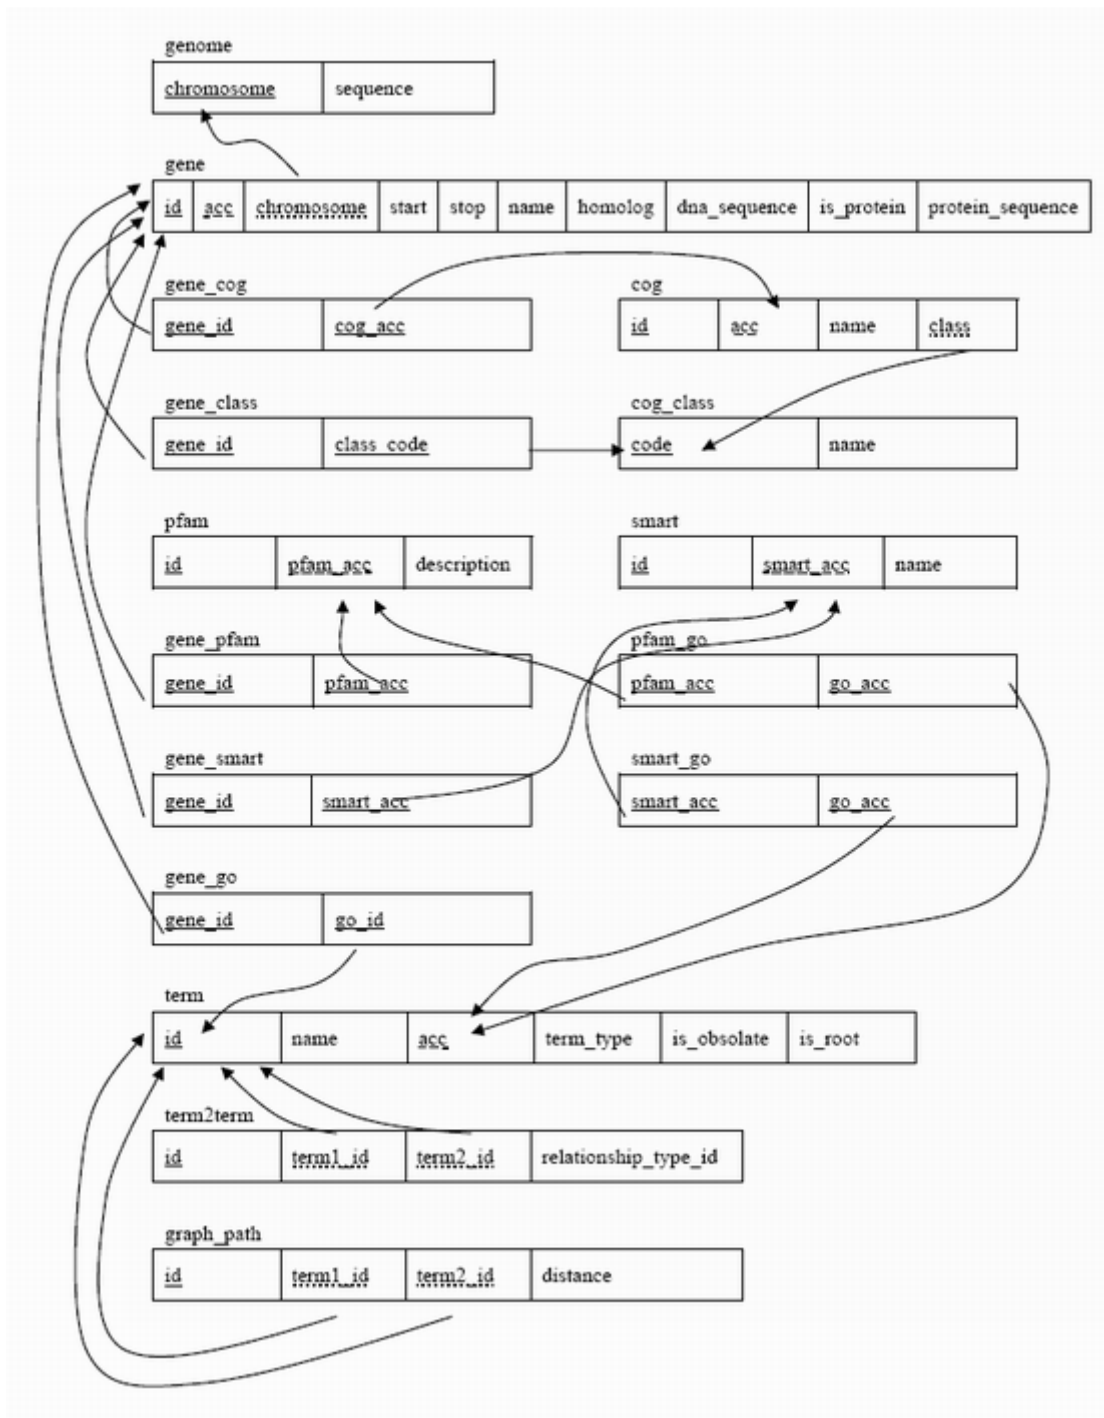 genome
chromosome sequence
gene
id acc chromosome start stop name homolog dna_sequence is_protein protein_sequence
gene_cog cog
gene_id cog_acc id acc name class
gene_class cog_class
gene_id class_code code name
pfam smart
id pfam_acc description id smart_acc name
gene_pfam pfam_go
gene_id pfam_acc pfam_acc go_acc
gene_smart smart_go
gene_id smart_acc smart_acc go_acc
gene_go
gene_id go_id
term
id name acc term_type is_obsolate is_root
term2term
id term1_id term2_id relationship_type_id
graph_path
id term1_id term2_id distance